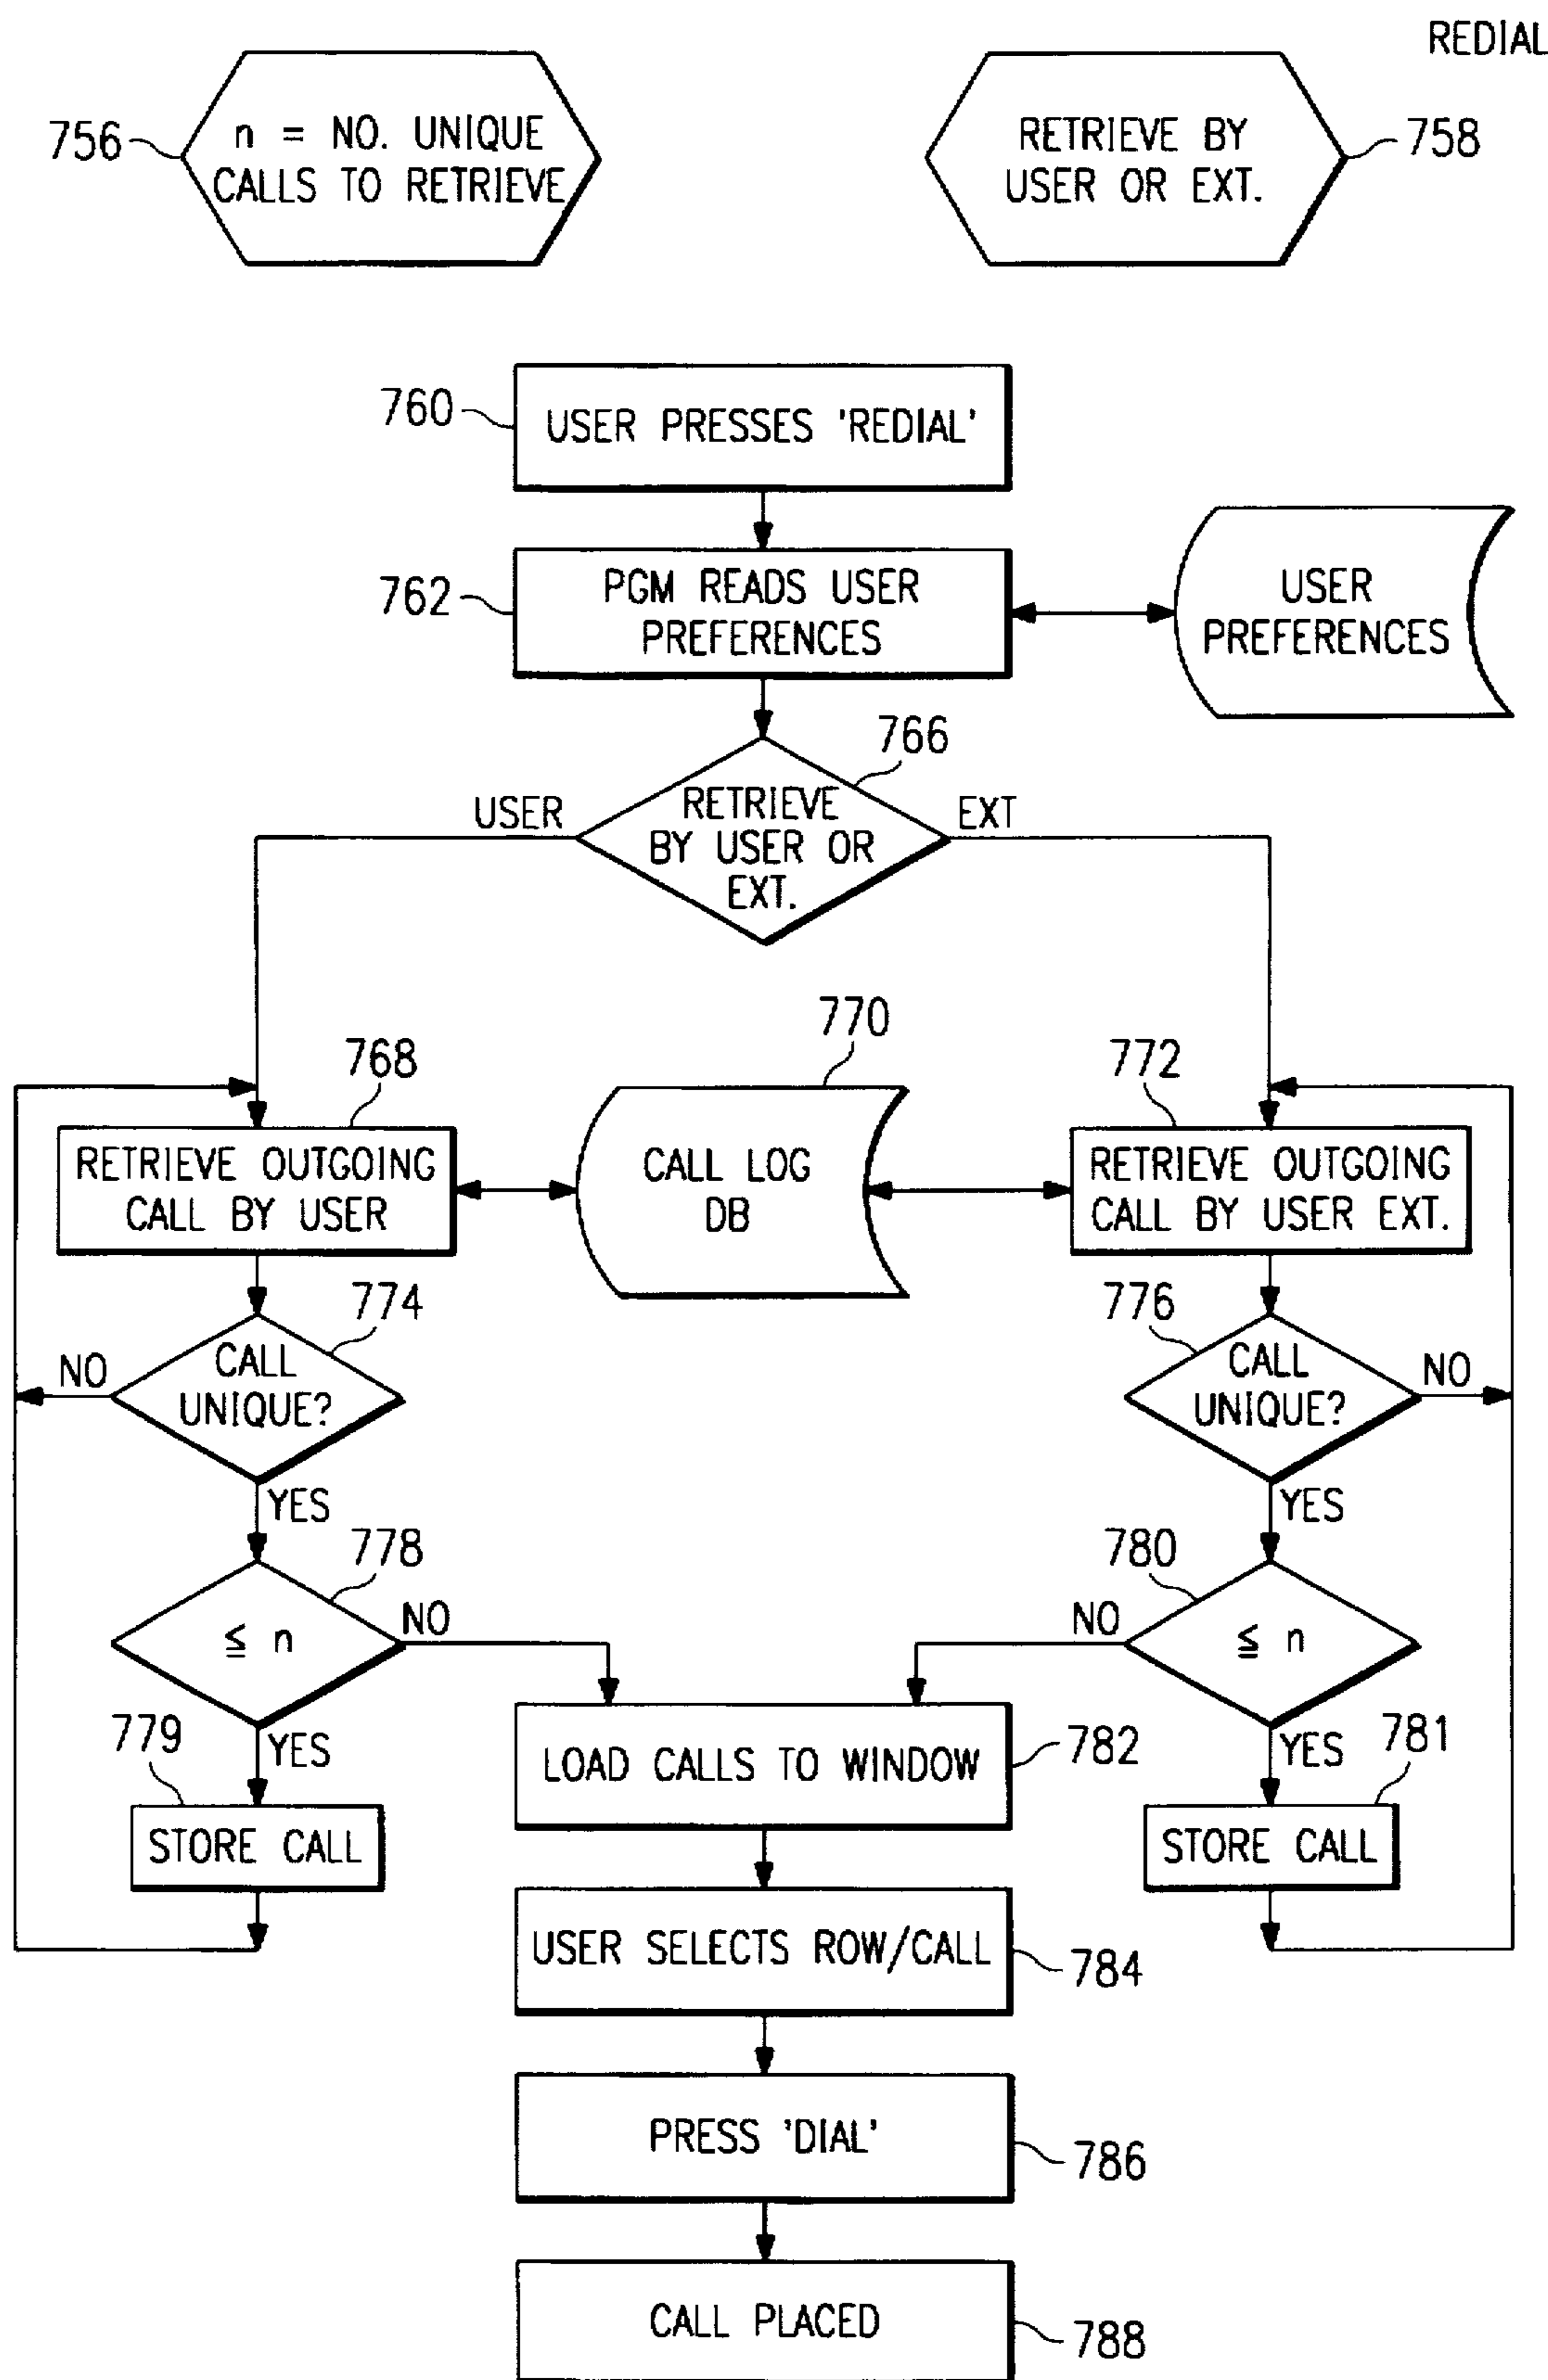 REDIAL
756
n = NO. UNIQUE
CALLS TO RETRIEVE
RETRIEVE BY
USER OR EXT.
758
760
USER PRESSES 'REDIAL'
762
PGM READS USER
PREFERENCES
USER
PREFERENCES
766
USER
RETRIEVE
BY USER OR
EXT.
EXT
768
770
772
RETRIEVE OUTGOING
CALL BY USER
CALL LOG
DB
RETRIEVE OUTGOING
CALL BY USER EXT.
774
776
NO
CALL
UNIQUE?
CALL
UNIQUE?
NO
YES
YES
778
780
≦ n
NO
NO
≦ n
779
YES
LOAD CALLS TO WINDOW
782
YES
781
STORE CALL
STORE CALL
USER SELECTS ROW/CALL
784
PRESS 'DIAL'
786
CALL PLACED
788